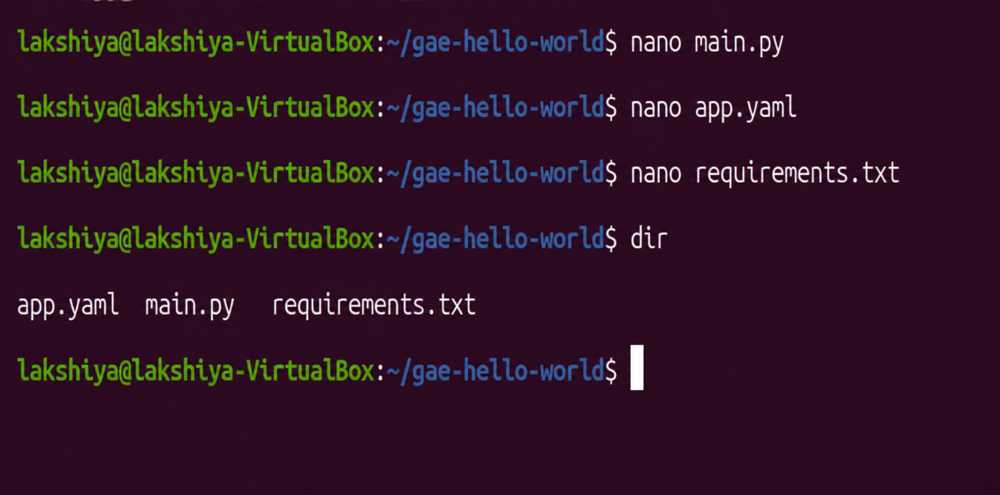 lakshiya@lakshiya-VirtualBox:~/gae-hello-world$ nano main.py
lakshiya@lakshiya-VirtualBox:~/gae-hello-world$ nano app.yaml
lakshiya@lakshiya-VirtualBox:~/gae-hello-world$ nano requirements.txt
lakshiya@lakshiya-VirtualBox:~/gae-hello-world$ dir
app.yaml  main.py   requirements.txt
lakshiya@lakshiya-VirtualBox:~/gae-hello-world$